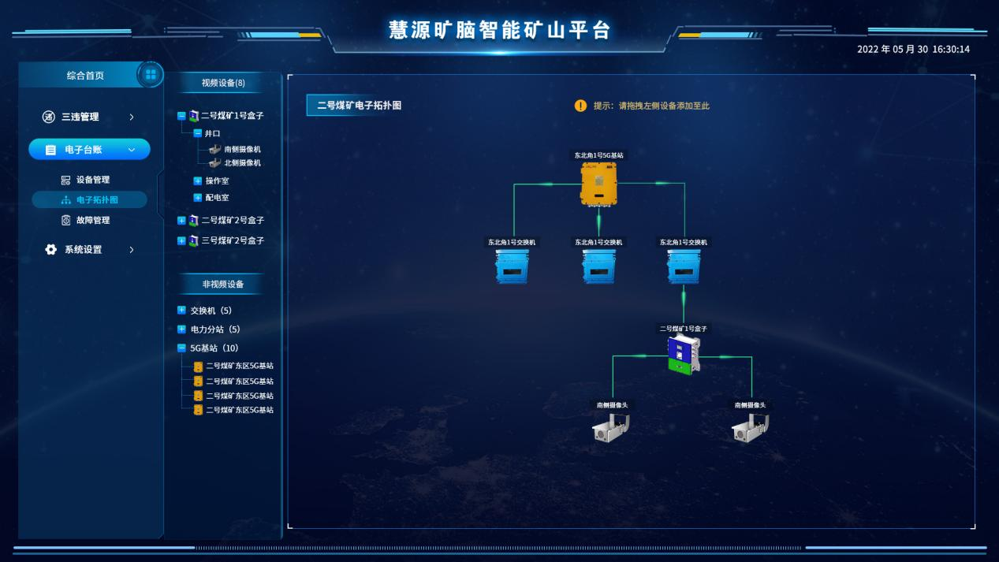 慧源旷脑智能矿山平台
2022 年 05 月 30 16:30:14
综合首页
三违管理
电子台账
设备管理
电子拓扑图
故障管理
系统设置
视频设备(8)
二号煤矿1号盒子
井口
南侧摄像机
北侧摄像机
操作室
配电室
二号煤矿2号盒子
三号煤矿2号盒子
非视频设备
交换机（5）
电力分站（5）
5G基站（10）
二号煤矿东区5G基站
二号煤矿东区5G基站
二号煤矿东区5G基站
二号煤矿东区5G基站
二号煤矿电子拓扑图
提示：请拖拽左侧设备添加至此
东北角1号5G基站
东北角1号交换机
东北角1号交换机
东北角1号交换机
二号煤矿1号盒子
南侧摄像头
南侧摄像头